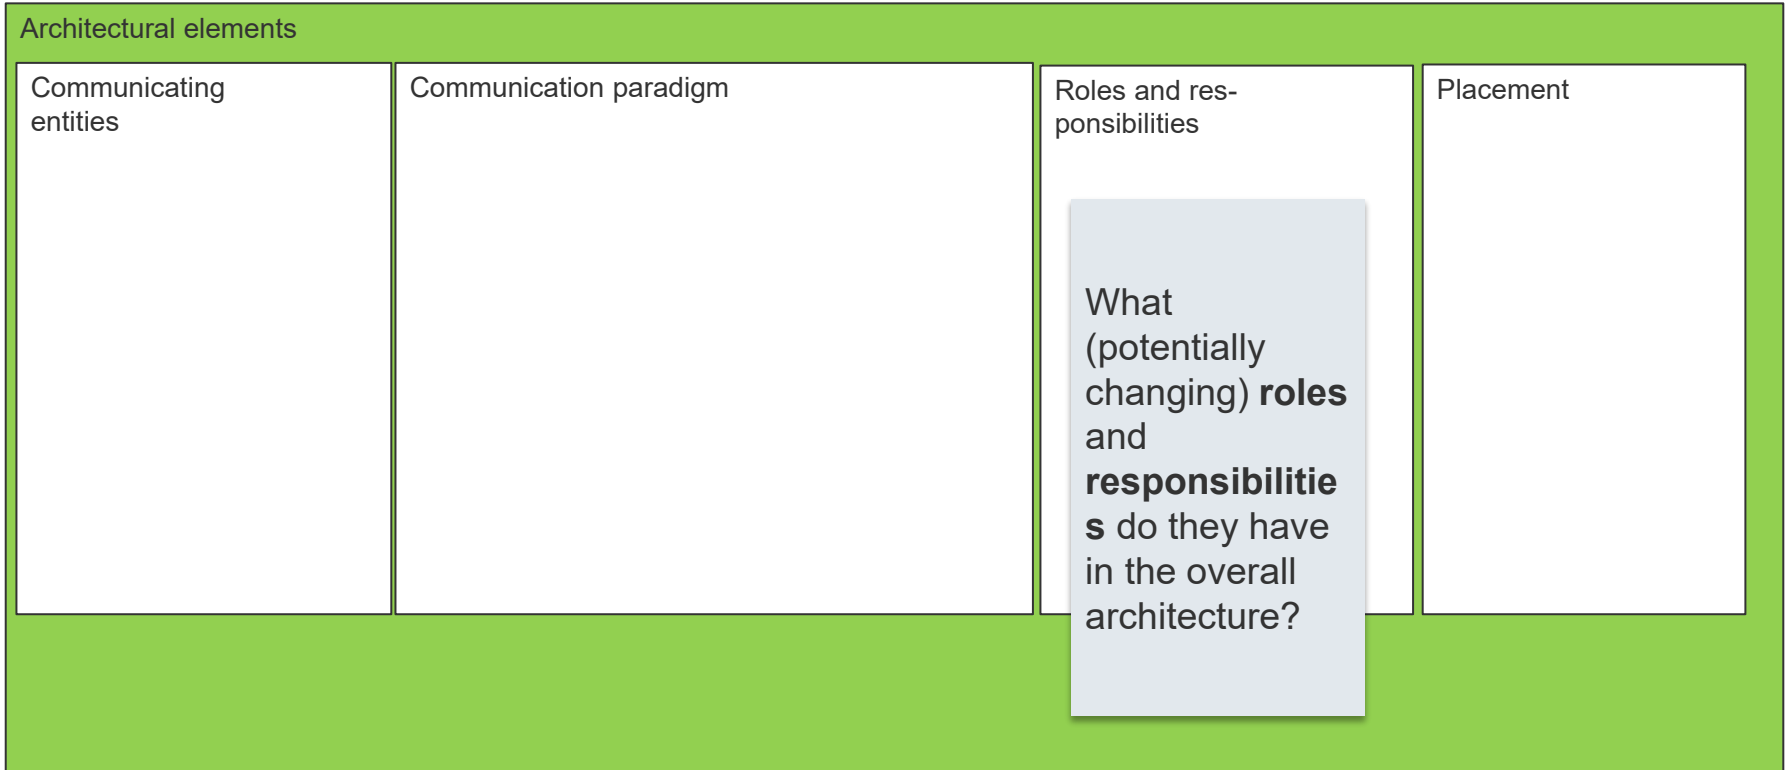 Architectural elements
Communicating
entities
Communication paradigm
Roles and res-
ponsibilities
What
(potentially
changing) roles
and
responsibilitie
s do they have
in the overall
architecture?
Placement